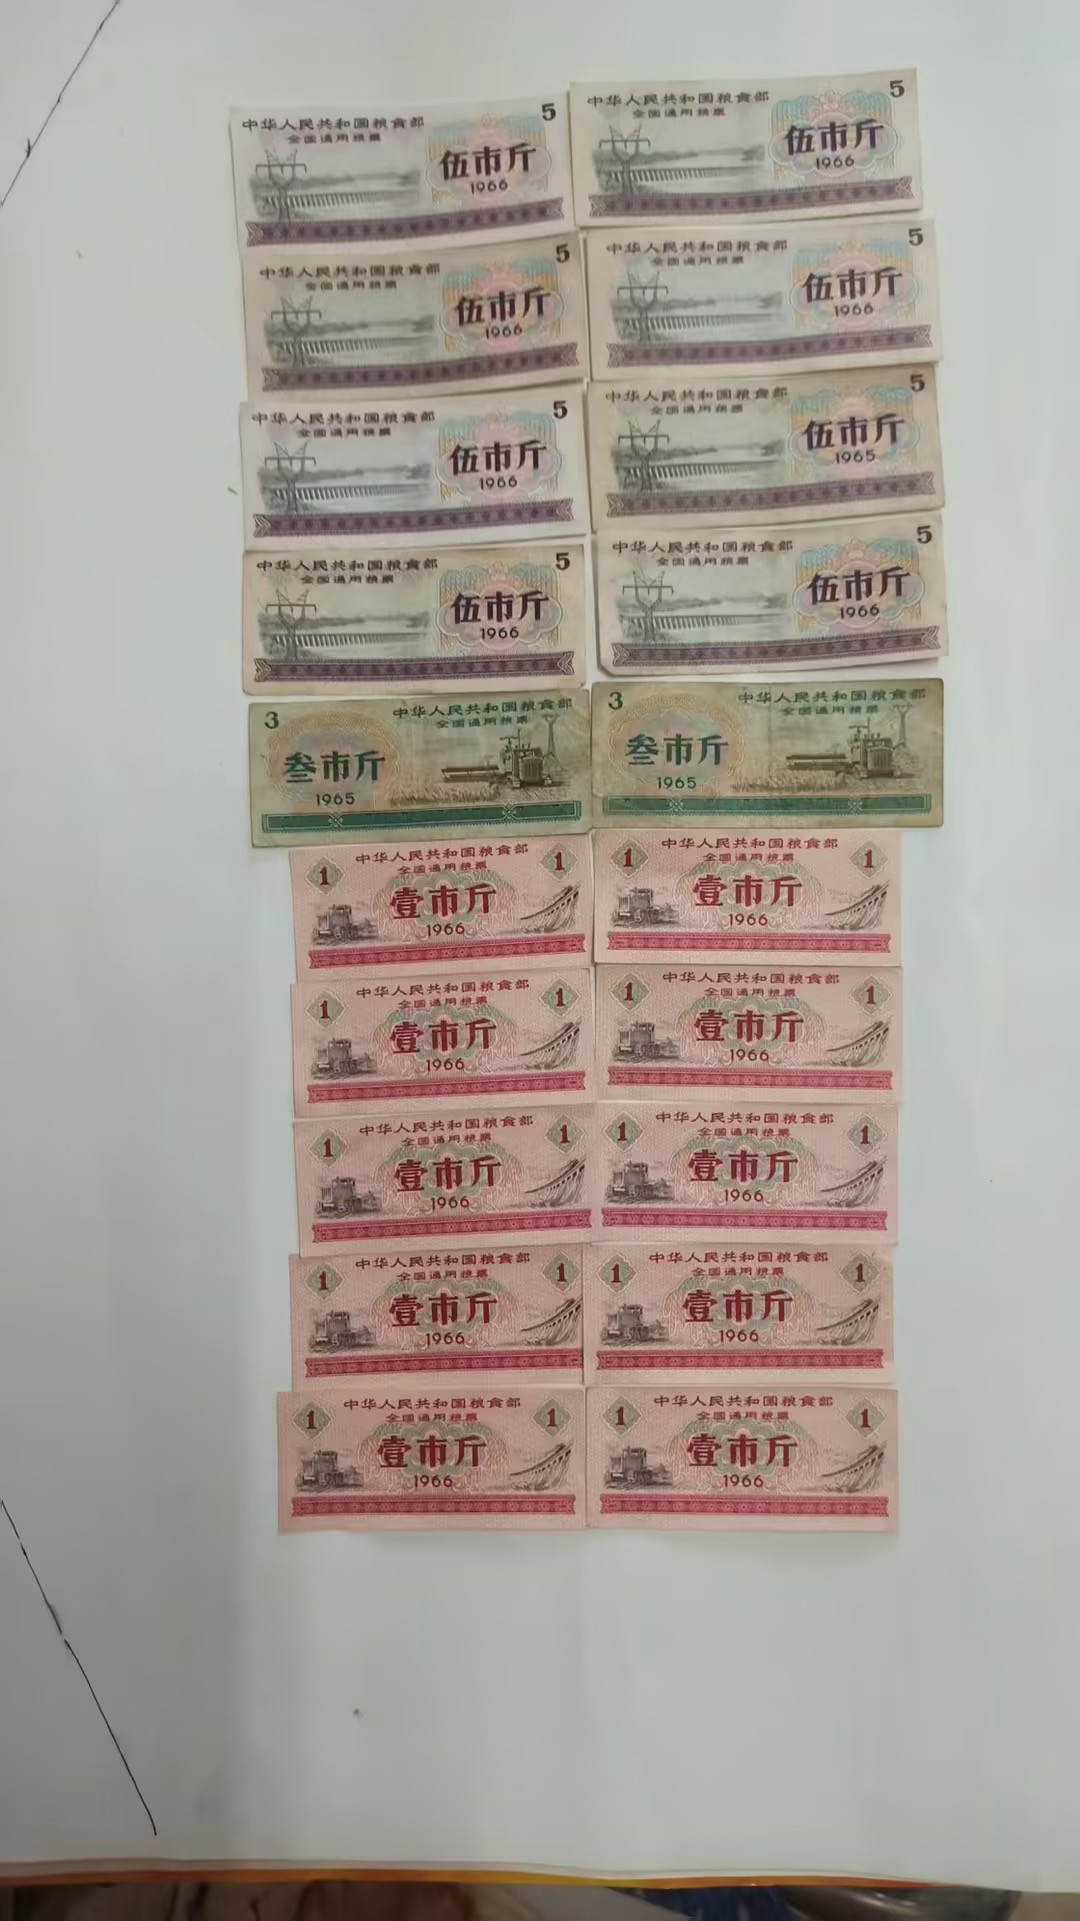 中华人民共和国粮食部 5
全国通用粮票
伍市斤
1966
中华人民共和国粮食部 5
全国通用粮票
伍市斤
1966
中华人民共和国粮食部 5
全国通用粮票
伍市斤
1966
中华人民共和国粮食部 5
全国通用粮票
伍市斤
1966
中华人民共和国粮食部 5
全国通用粮票
伍市斤
1966
中华人民共和国粮食部 5
全国通用粮票
伍市斤
1965
中华人民共和国粮食部 5
全国通用粮票
伍市斤
1966
中华人民共和国粮食部 5
全国通用粮票
伍市斤
1966
3 中华人民共和国粮食部
全国通用粮票
叁市斤
1965
3 中华人民共和国粮食部
全国通用粮票
叁市斤
1965
中华人民共和国粮食部
全国通用粮票
1 壹市斤 1
1966
中华人民共和国粮食部
全国通用粮票
1 壹市斤 1
1966
中华人民共和国粮食部
全国通用粮票
1 壹市斤 1
1966
中华人民共和国粮食部
全国通用粮票
1 壹市斤 1
1966
中华人民共和国粮食部
全国通用粮票
1 壹市斤 1
1966
中华人民共和国粮食部
全国通用粮票
1 壹市斤 1
1966
中华人民共和国粮食部
全国通用粮票
1 壹市斤 1
1966
中华人民共和国粮食部
全国通用粮票
1 壹市斤 1
1966
中华人民共和国粮食部
全国通用粮票
1 壹市斤 1
1966
中华人民共和国粮食部
全国通用粮票
1 壹市斤 1
1966